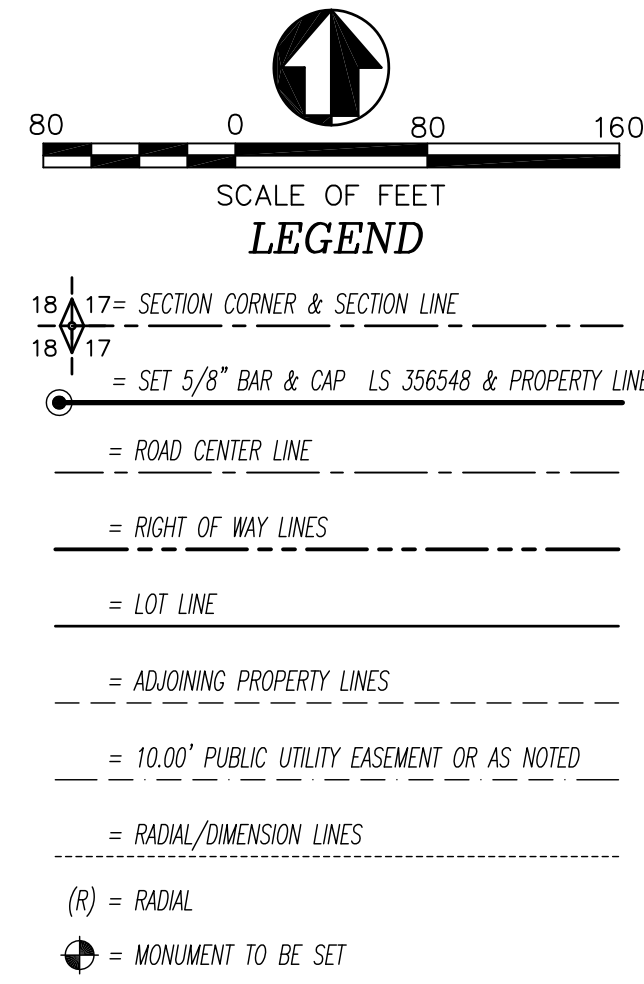 80 0 80 160
SCALE OF FEET
LEGEND
18 17 = SECTION CORNER & SECTION LINE
18 17
= SET 5/8" BAR & CAP LS 356548 & PROPERTY LINE
= ROAD CENTER LINE
= RIGHT OF WAY LINES
= LOT LINE
= ADJOINING PROPERTY LINES
= 10.00' PUBLIC UTILITY EASEMENT OR AS NOTED
= RADIAL/DIMENSION LINES
(R) = RADIAL
= MONUMENT TO BE SET